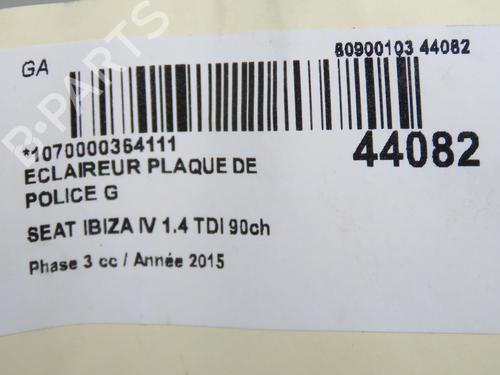 GA
80900103 44082
*1070000364111
44082
ECLAIREUR PLAQUE DE
POLICE G
SEAT IBIZA IV 1.4 TDI 90ch
Phase 3 cc / Année 2015
B-PARTS